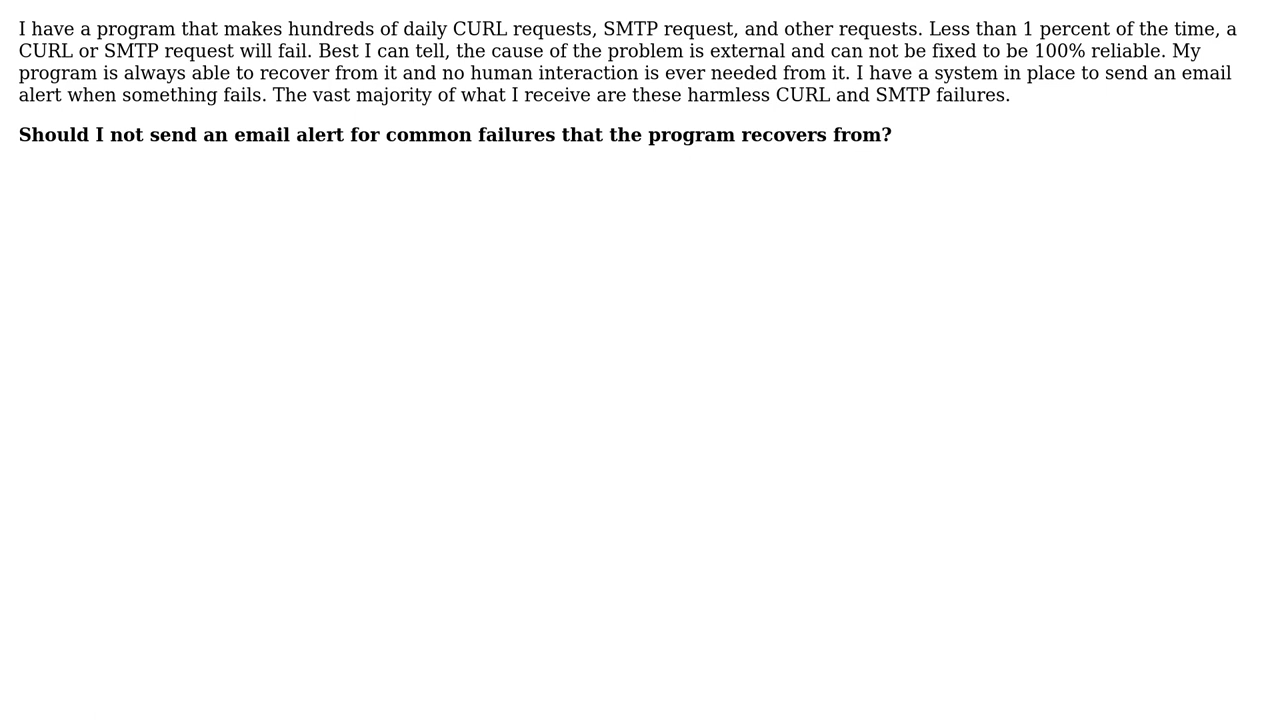 I have a program that makes hundreds of daily CURL requests, SMTP request, and other requests. Less than 1 percent of the time, a
CURL or SMTP request will fail. Best I can tell, the cause of the problem is external and can not be fixed to be 100% reliable. My
program is always able to recover from it and no human interaction is ever needed from it. I have a system in place to send an email
alert when something fails. The vast majority of what I receive are these harmless CURL and SMTP failures.
Should I not send an email alert for common failures that the program recovers from?